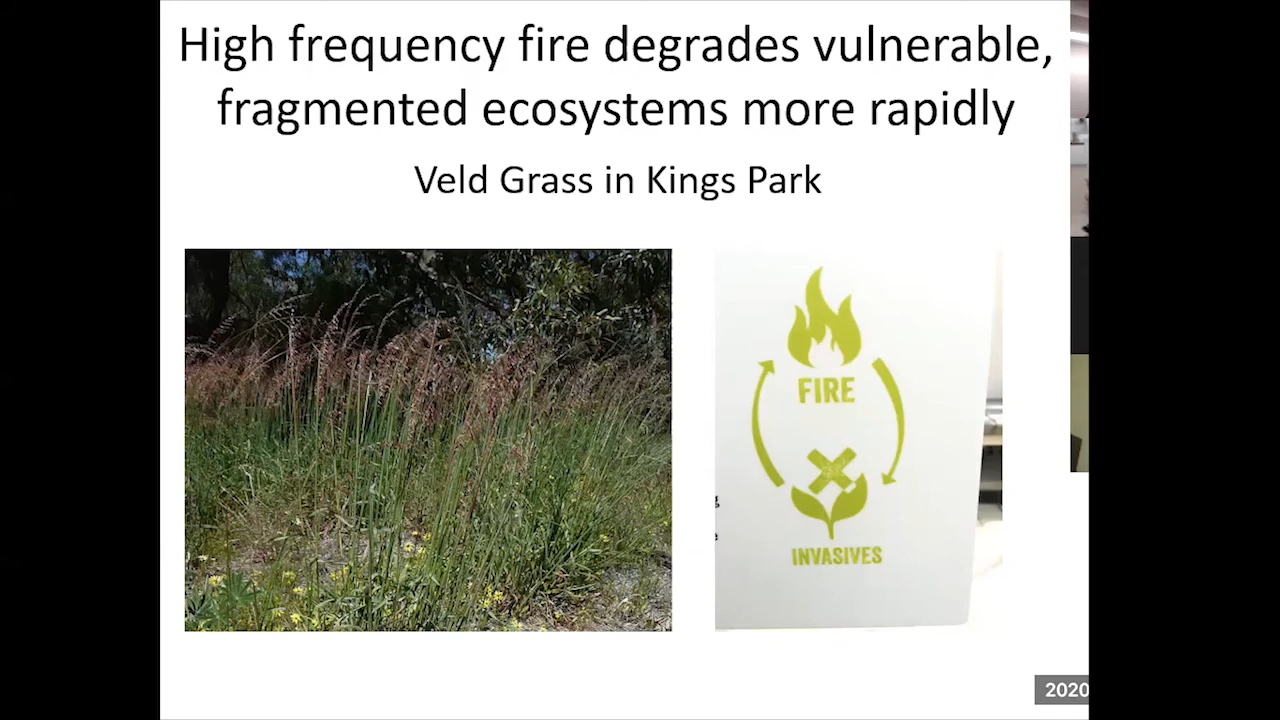 High frequency fire degrades vulnerable,
fragmented ecosystems more rapidly
Veld Grass in Kings Park
FIRE
INVASIVES
2020